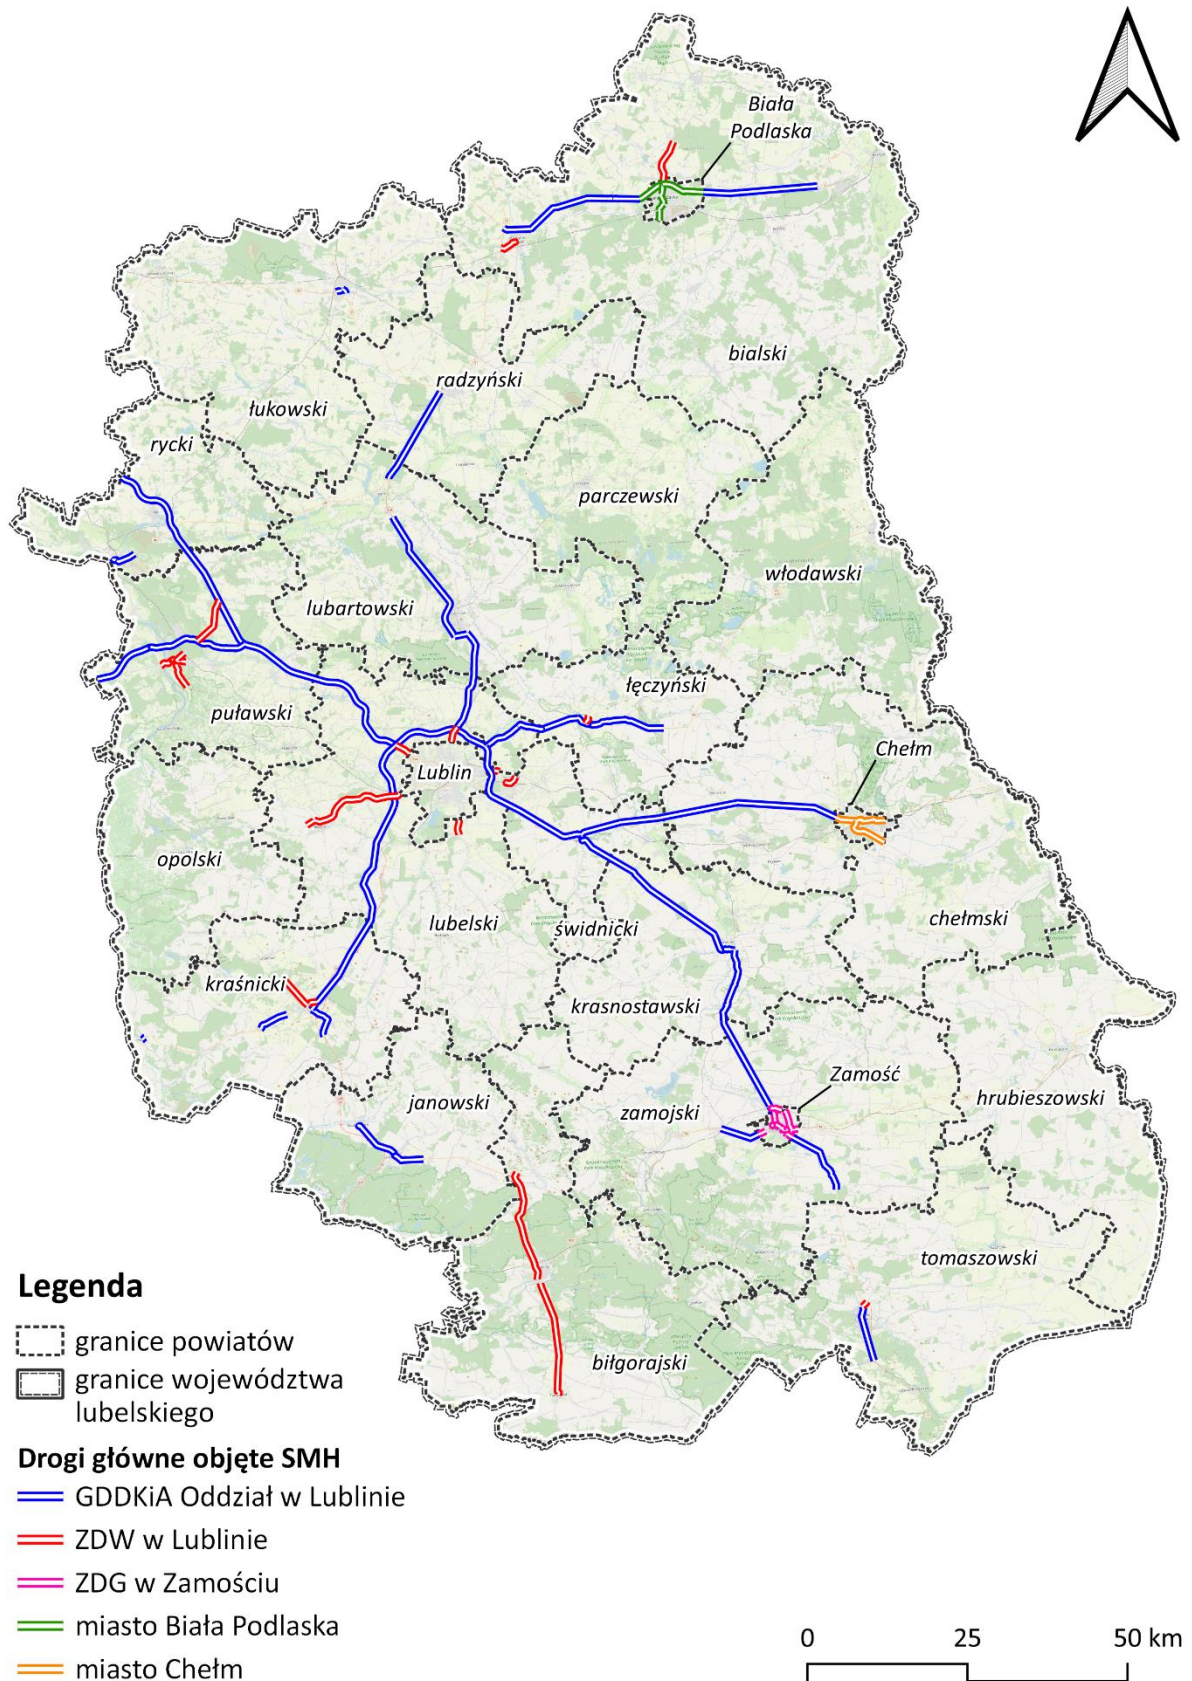 Biała
Podlaska
bialski
radzyński
łukowski
rycki
parczewski
włodawski
lubartowski
łęczyński
puławski
Chełm
Lublin
opolski
lubelski
świdnicki
chełmski
kraśnicki
krasnostawski
Zamość
janowski
zamojski
hrubieszowski
tomaszowski
biłgorajski
Legenda
granice powiatów
granice województwa
lubelskiego
Drogi główne objęte SMH
GDDKiA Oddział w Lublinie
ZDW w Lublinie
ZDG w Zamościu
miasto Biała Podlaska
miasto Chełm
0 25 50 km